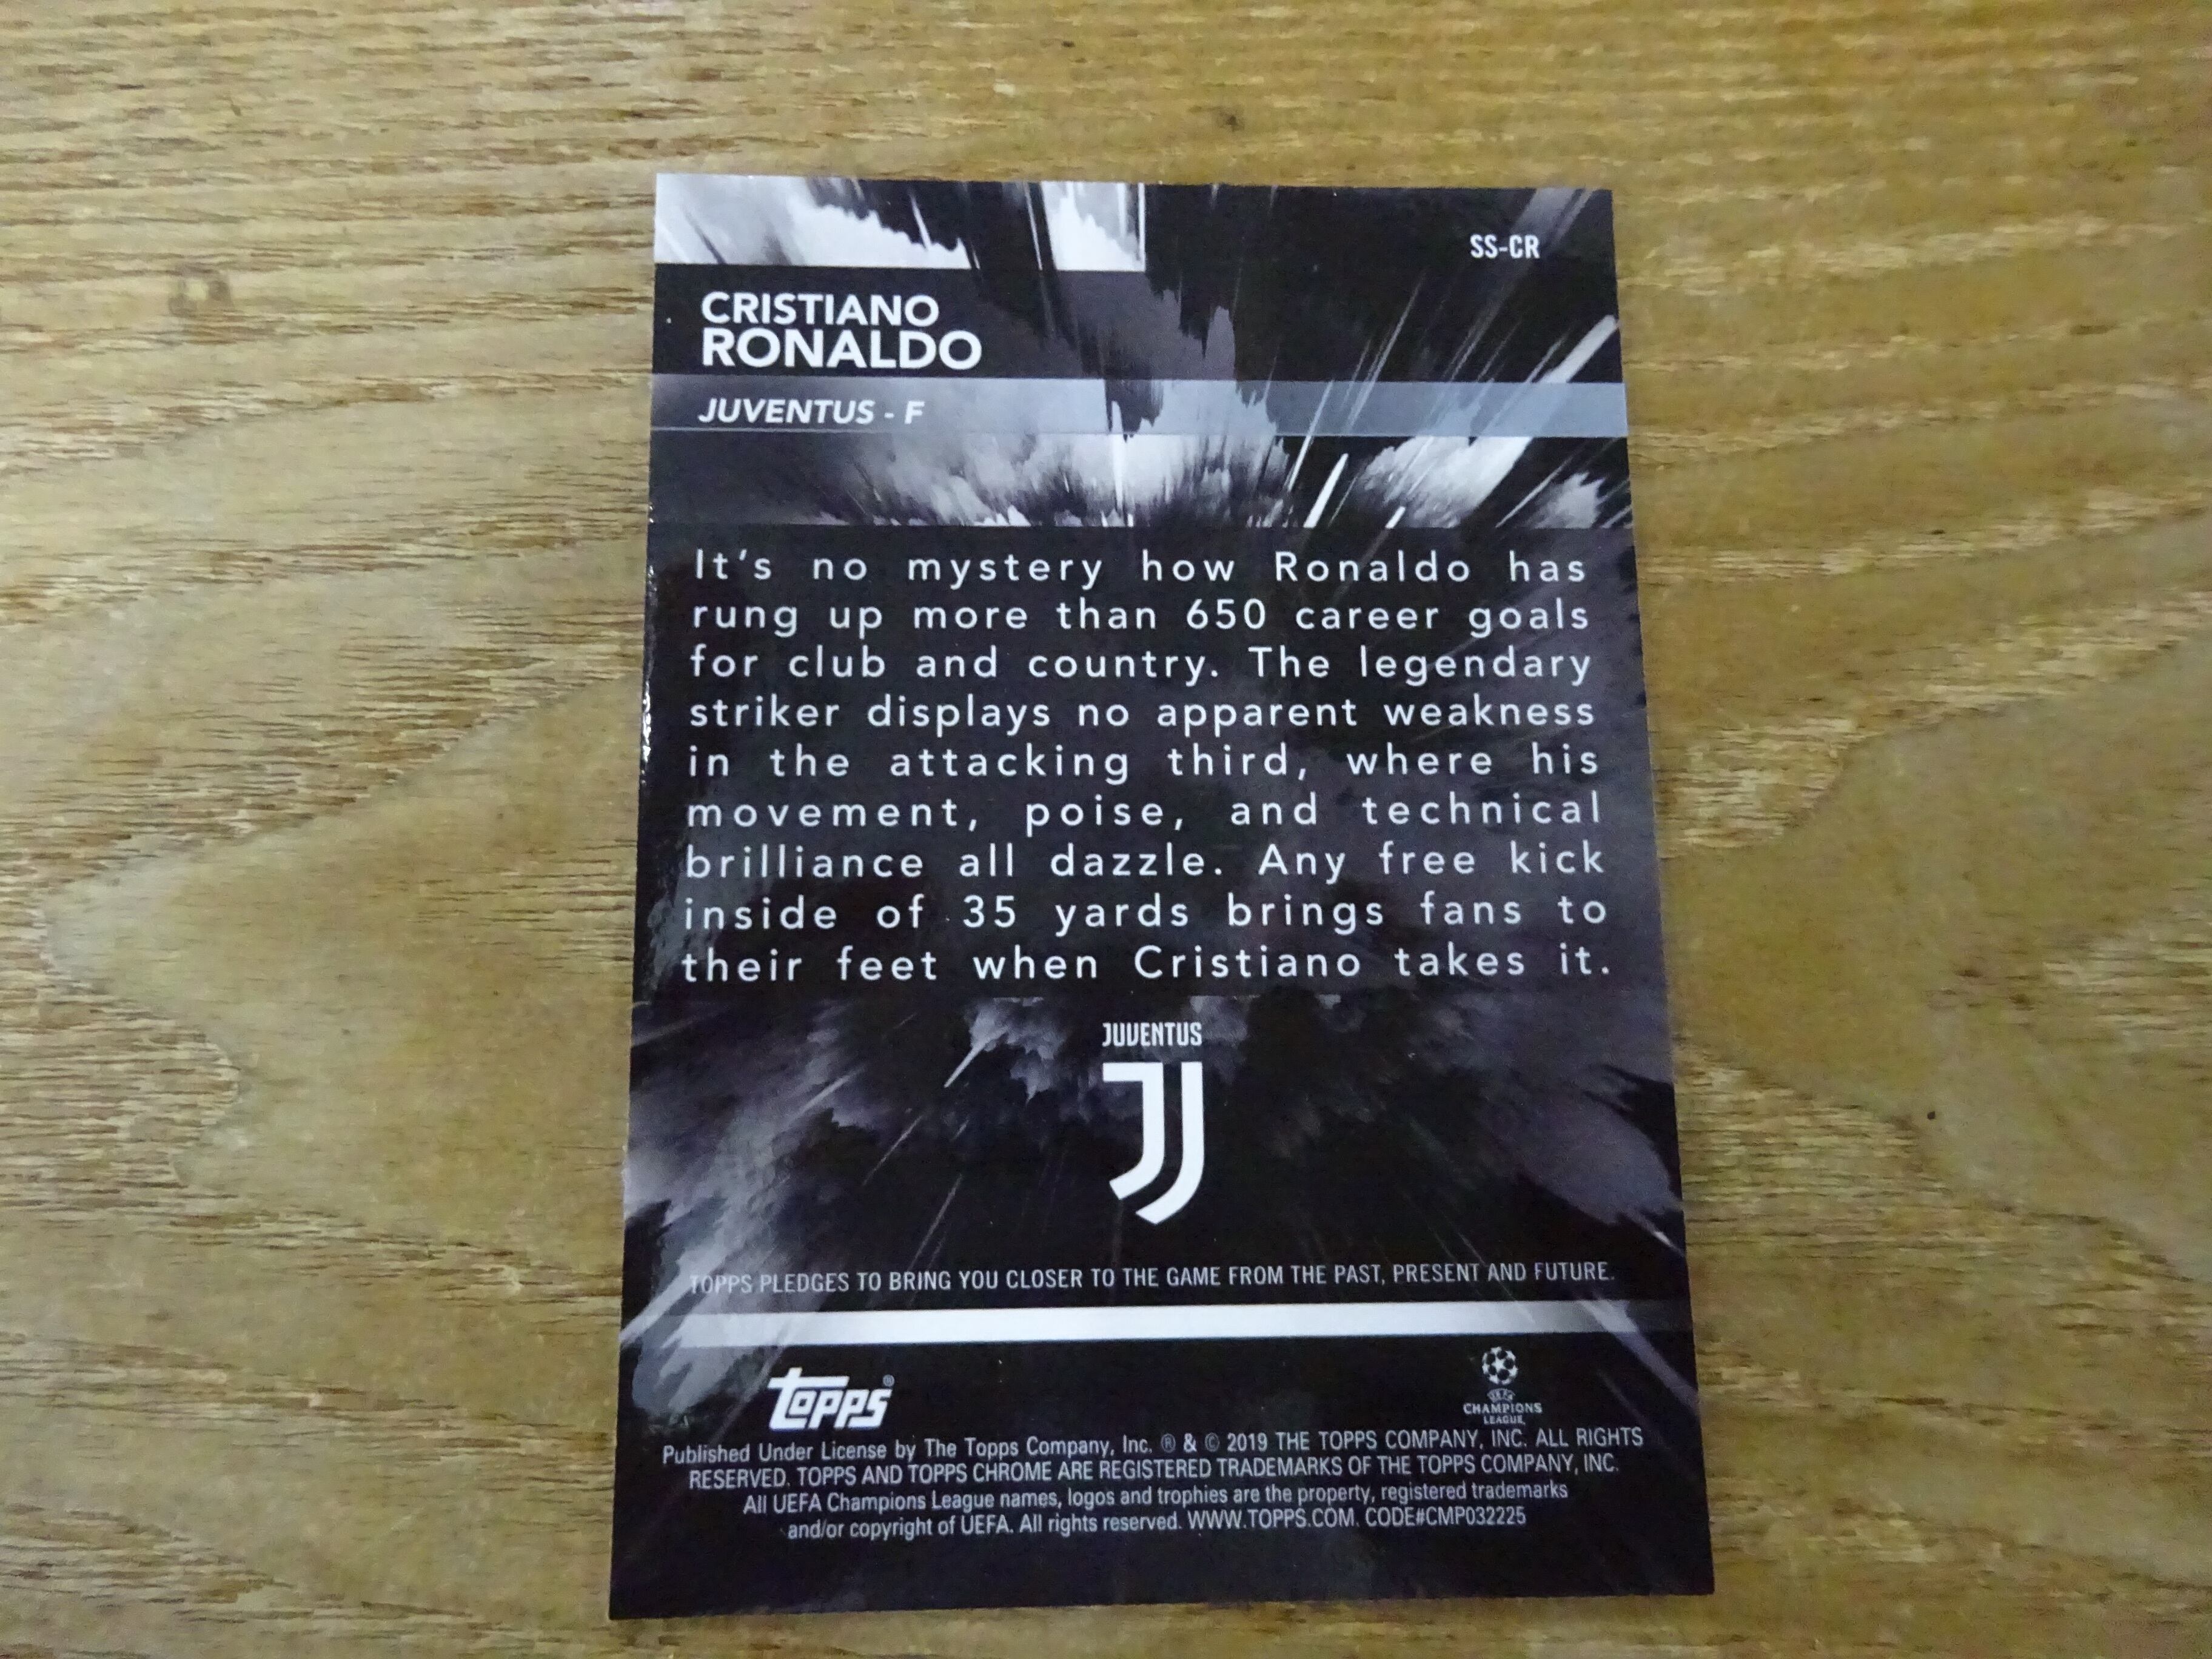 SS-CR
CRISTIANO
RONALDO
JUVENTUS - F
It's no mystery how Ronaldo has
rung up more than 650 career goals
for club and country. The legendary
striker displays no apparent weakness
in the attacking third, where his
movement, poise, and technical
brilliance all dazzle. Any free kick
inside of 35 yards brings fans to
their feet when Cristiano takes it.
JUVENTUS
TOPPS PLEDGES TO BRING YOU CLOSER TO THE GAME FROM THE PAST, PRESENT AND FUTURE.
topps®
UEFA
CHAMPIONS
LEAGUE
Published Under License by The Topps Company, Inc. ® & © 2019 THE TOPPS COMPANY, INC. ALL RIGHTS
RESERVED. TOPPS AND TOPPS CHROME ARE REGISTERED TRADEMARKS OF THE TOPPS COMPANY, INC.
All UEFA Champions League names, logos and trophies are the property, registered trademarks
and/or copyright of UEFA. All rights reserved. WWW.TOPPS.COM. CODE#CMP032225